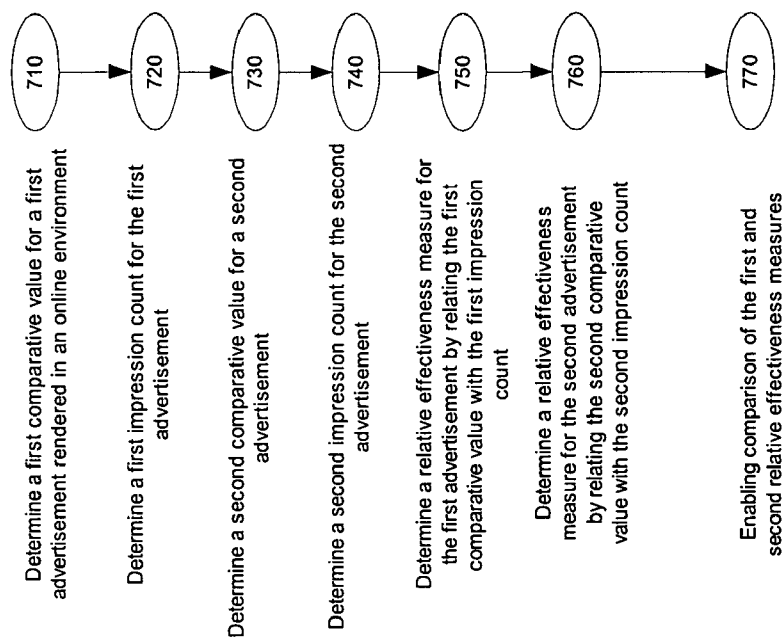 Determine a first comparative value for a first
advertisement rendered in an online environment
710
Determine a first impression count for the first
advertisement
720
Determine a second comparative value for a second
advertisement
730
Determine a second impression count for the second
advertisement
740
Determine a relative effectiveness measure for
the first advertisement by relating the first
comparative value with the first impression
count
750
Determine a relative effectiveness
measure for the second advertisement
by relating the second comparative
value with the second impression count
760
Enabling comparison of the first and
second relative effectiveness measures
770